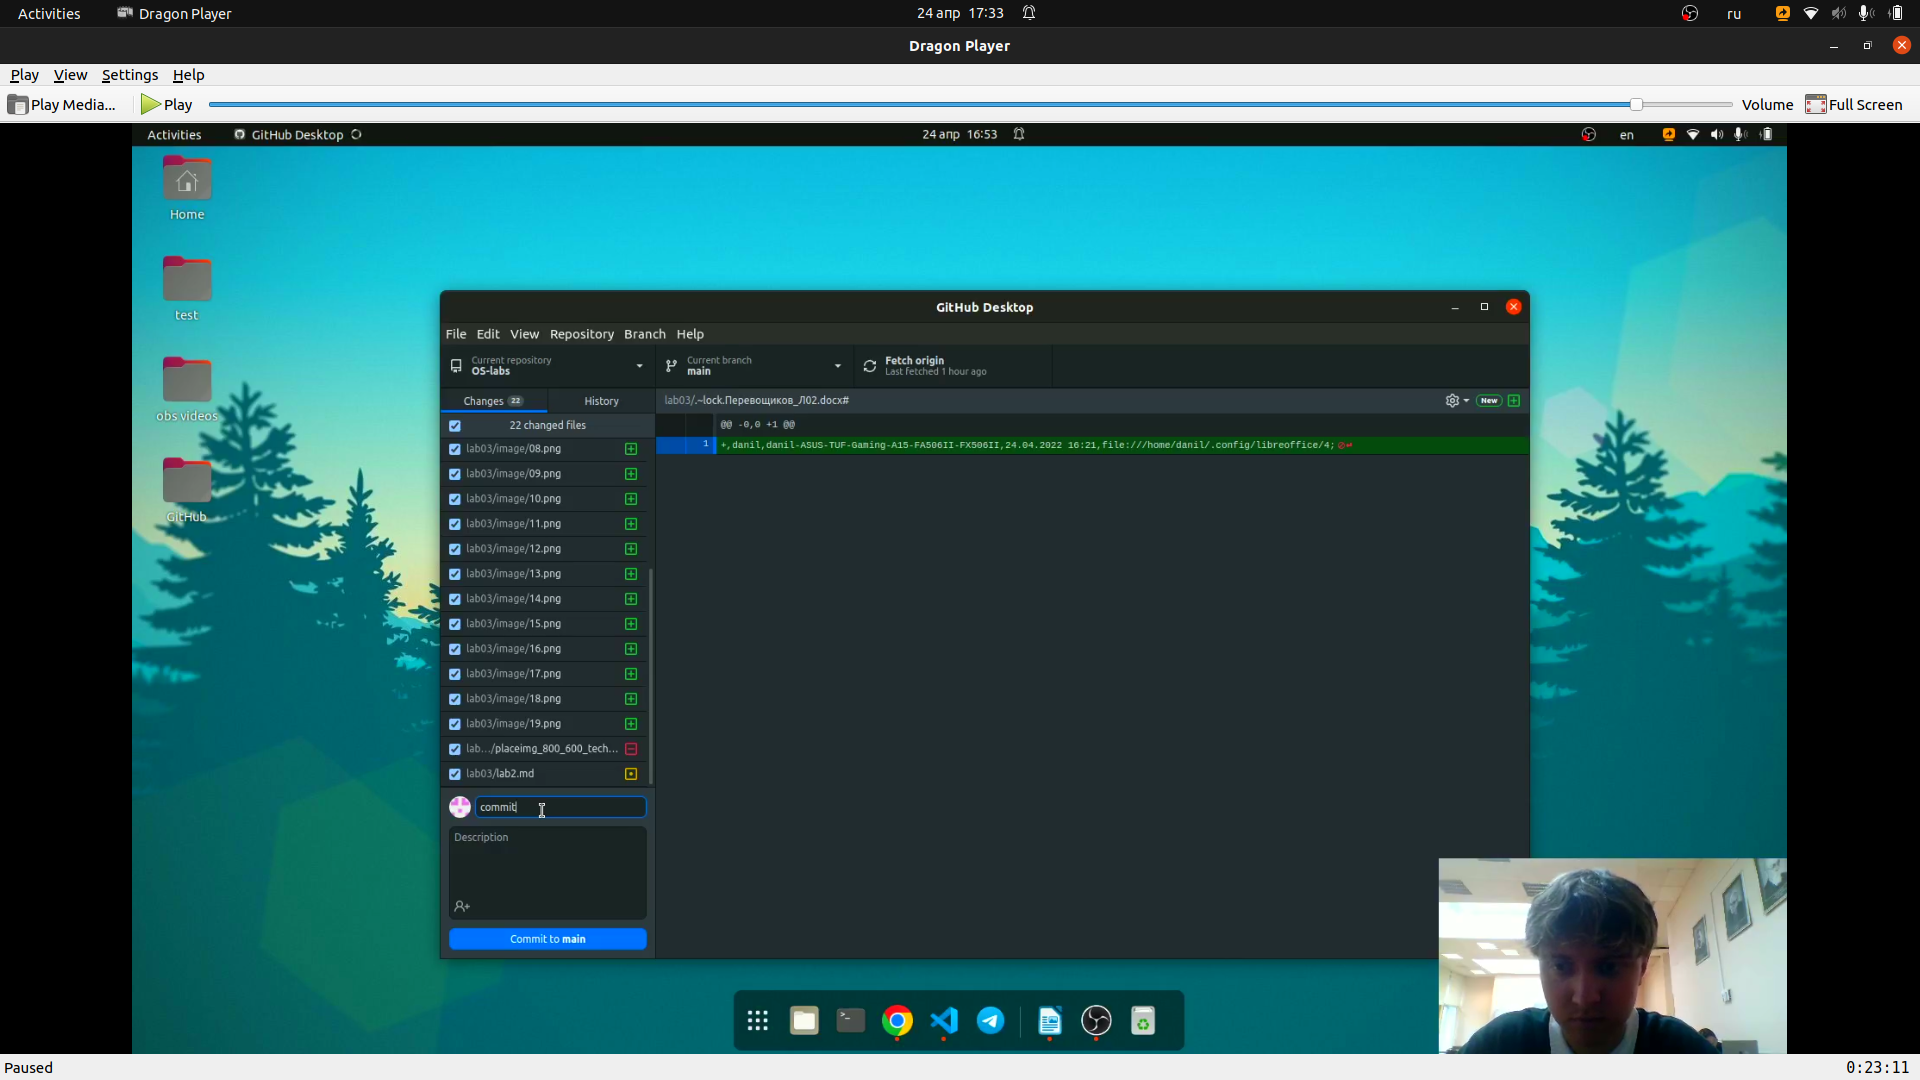 Activities
Dragon Player
24 апр 17:33
ru
Dragon Player
Play View Settings Help
Play Media...
Play
Volume
Full Screen
Activities
GitHub Desktop
24 апр 16:53
en
Home
test
obs videos
GitHub
GitHub Desktop
File Edit View Repository Branch Help
Current repository
OS-labs
Current branch
main
Fetch origin
Last fetched 1 hour ago
Changes 22
History
lab03/.~lock.Перевощиков_Л02.docx#
New
22 changed files
@@ -0,0 +1 @@
1 +,danil,danil-ASUS-TUF-Gaming-A15-FA506II-FX506II,24.04.2022 16:21,file:///home/danil/.config/libreoffice/4;
lab03/image/08.png
lab03/image/09.png
lab03/image/10.png
lab03/image/11.png
lab03/image/12.png
lab03/image/13.png
lab03/image/14.png
lab03/image/15.png
lab03/image/16.png
lab03/image/17.png
lab03/image/18.png
lab03/image/19.png
lab.../placeimg_800_600_tech...
lab03/lab2.md
commit
Description
Commit to main
Paused
0:23:11